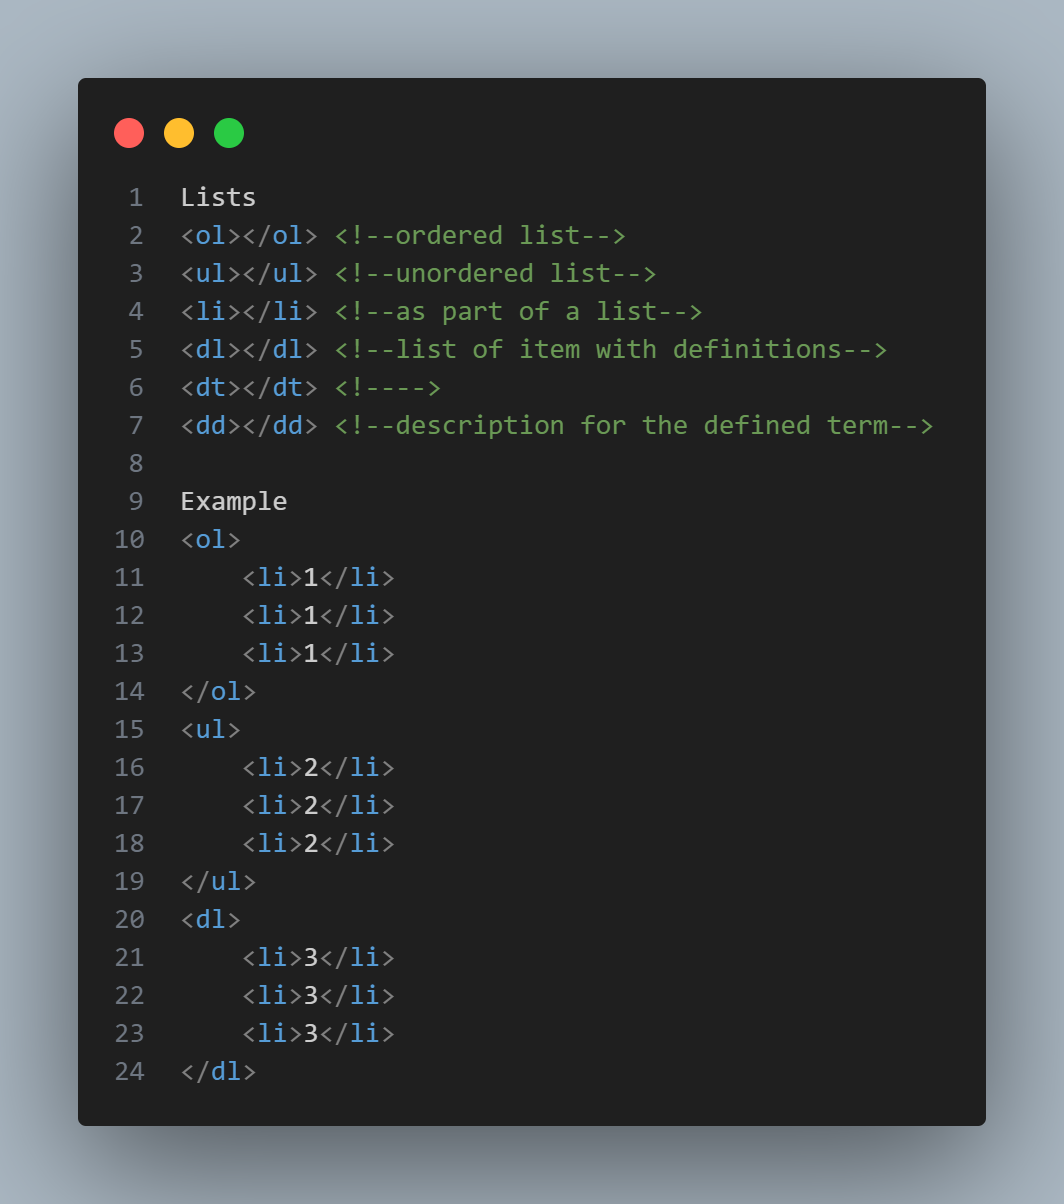 1 Lists
2 <ol></ol> <!--ordered list-->
3 <ul></ul> <!--unordered list-->
4 <li></li> <!--as part of a list-->
5 <dl></dl> <!--list of item with definitions-->
6 <dt></dt> <!---->
7 <dd></dd> <!--description for the defined term-->
8
9 Example
10 <ol>
11     <li>1</li>
12     <li>1</li>
13     <li>1</li>
14 </ol>
15 <ul>
16     <li>2</li>
17     <li>2</li>
18     <li>2</li>
19 </ul>
20 <dl>
21     <li>3</li>
22     <li>3</li>
23     <li>3</li>
24 </dl>